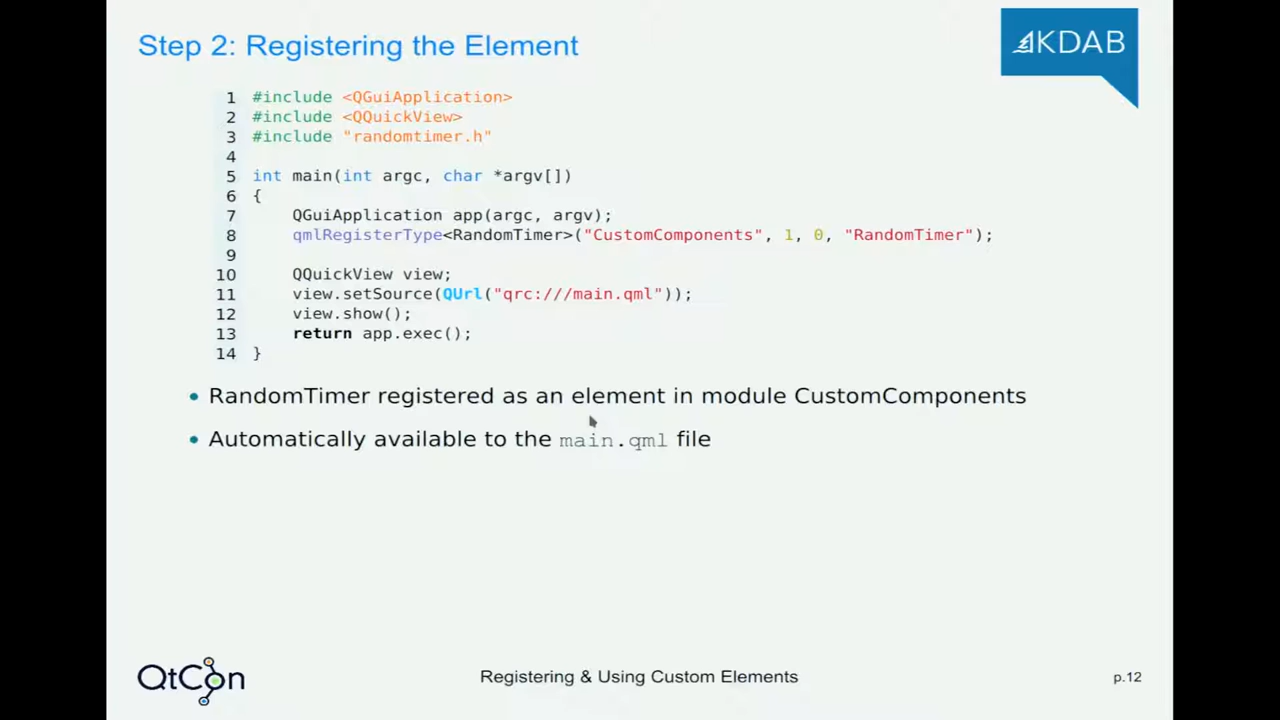 Step 2: Registering the Element
KDAB
1 #include <QGuiApplication>
2 #include <QQuickView>
3 #include "randomtimer.h"
4
5 int main(int argc, char *argv[])
6 {
7     QGuiApplication app(argc, argv);
8     qmlRegisterType<RandomTimer>("CustomComponents", 1, 0, "RandomTimer");
9
10     QQuickView view;
11     view.setSource(QUrl("qrc:///main.qml"));
12     view.show();
13     return app.exec();
14 }
• RandomTimer registered as an element in module CustomComponents
• Automatically available to the main.qml file
QtCon
Registering & Using Custom Elements
p.12